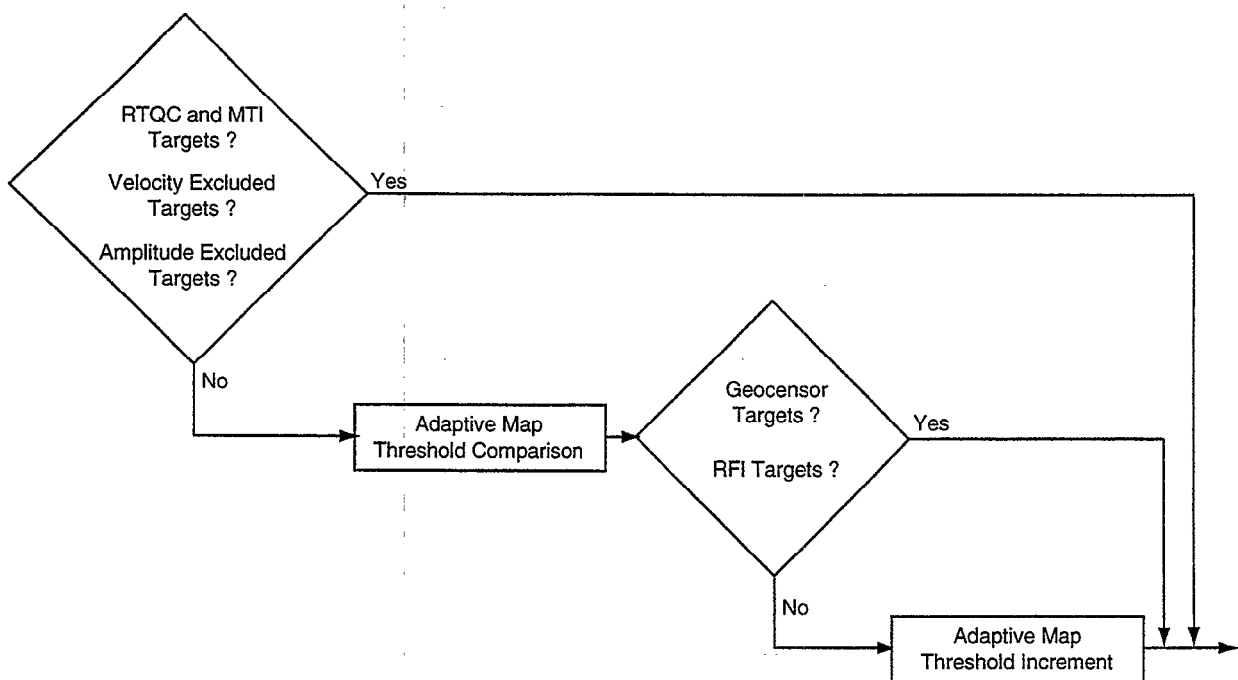 RTQC and MTI
Targets ?
Velocity Excluded
Targets ?
Amplitude Excluded
Targets ?
Yes
No
Adaptive Map
Threshold Comparison
Geocensor
Targets ?
RFI Targets ?
Yes
No
Adaptive Map
Threshold Increment